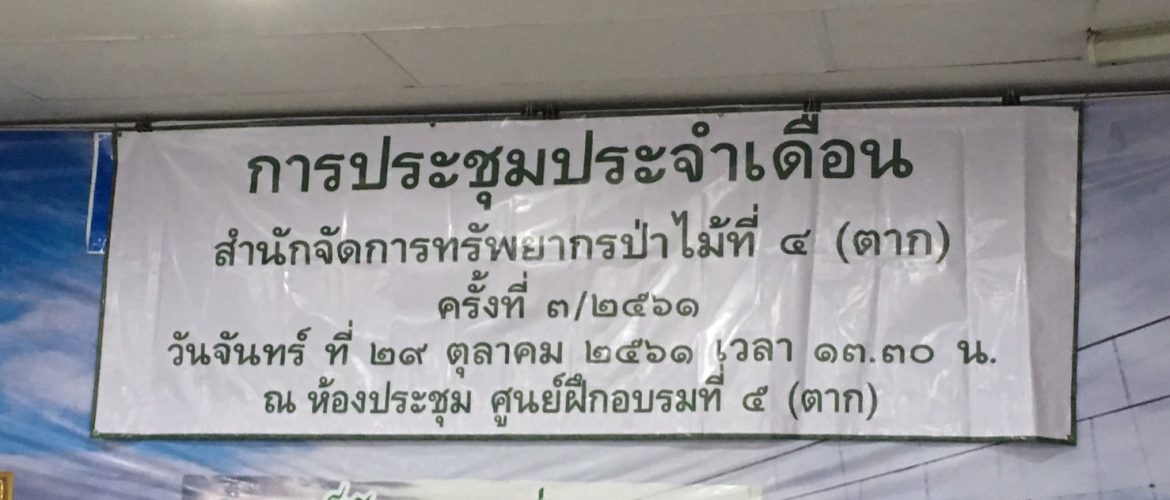 การประชุมประจำเดือน
สำนักจัดการทรัพยากรป่าไม้ที่ ๔ (ตาก)
ครั้งที่ ๓/๒๕๖๑
วันจันทร์ ที่ ๒๙ ตุลาคม ๒๕๖๑ เวลา ๑๓.๓๐ น.
ณ ห้องประชุม ศูนย์ฝึกอบรมที่ ๕ (ตาก)